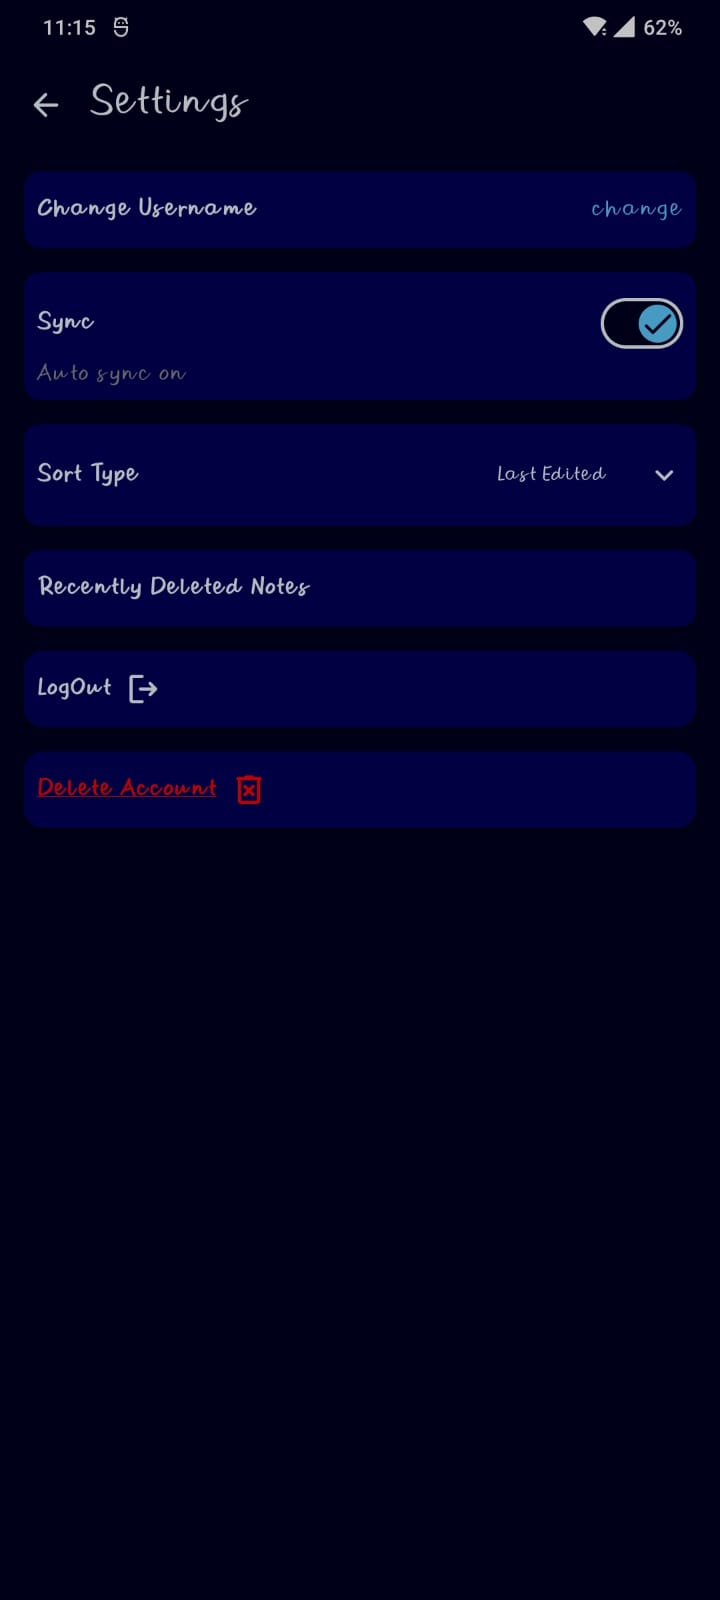 11:15 62%
Settings
Change Username change
Sync
Auto sync on
Sort Type Last Edited
Recently Deleted Notes
LogOut
Delete Account